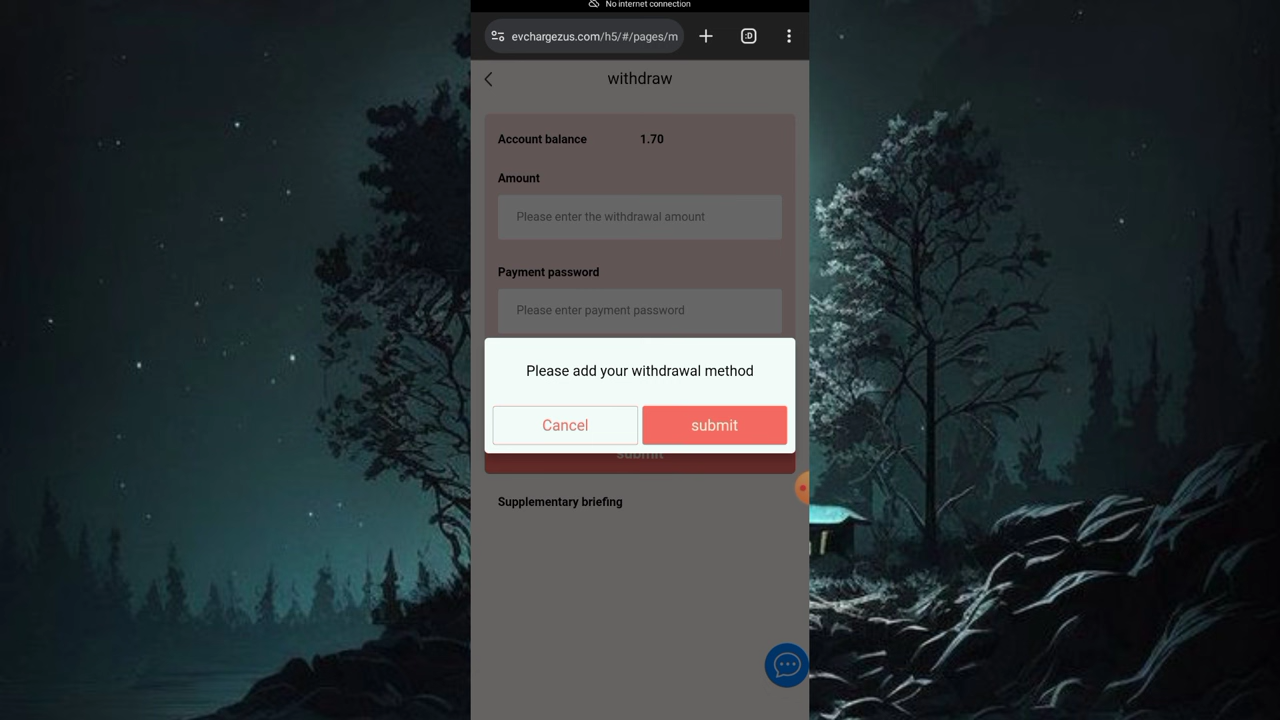 No internet connection
evchargezus.com/h5/#/pages/m
:D
withdraw
Account balance 1.70
Amount
Please enter the withdrawal amount
Payment password
Please enter payment password
Please add your withdrawal method
Cancel submit
submit
Supplementary briefing